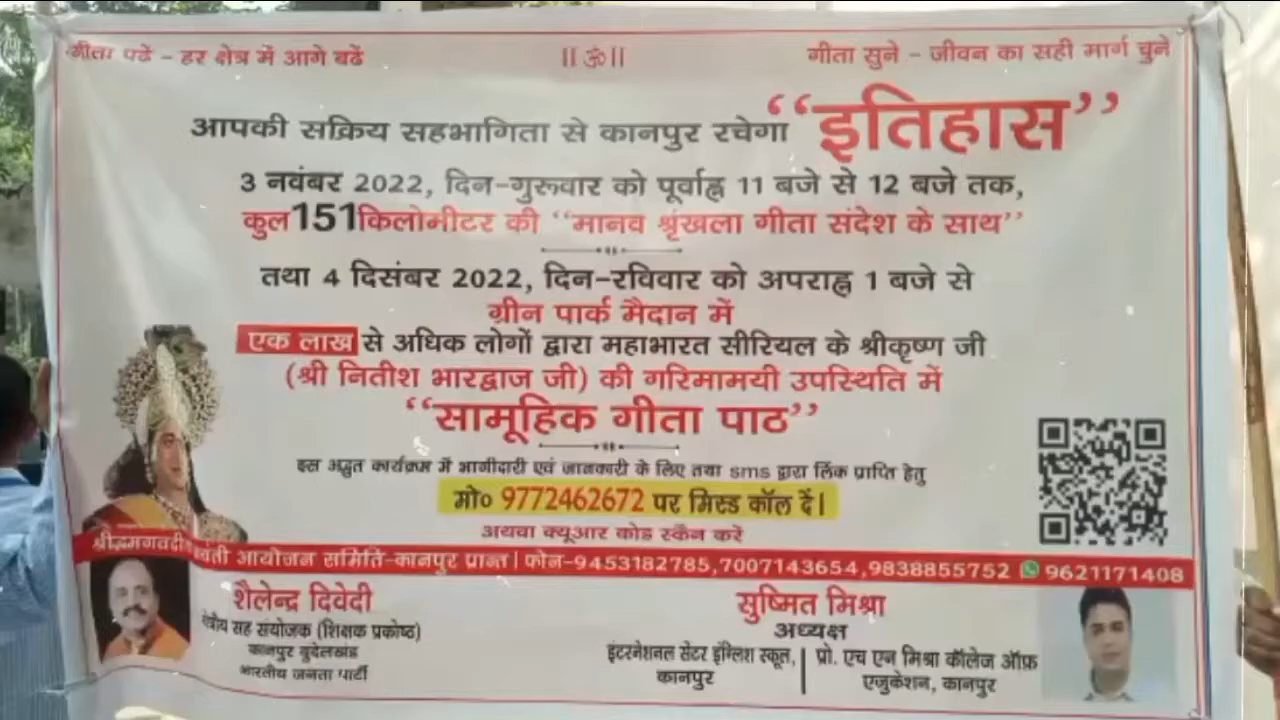 गीता पढें - हर क्षेत्र में आगे बढें
॥ ॐ ॥
गीता सुने - जीवन का सही मार्ग चुने
आपकी सक्रिय सहभागिता से कानपुर रचेगा “इतिहास”
3 नवंबर 2022, दिन-गुरूवार को पूर्वाह्न 11 बजे से 12 बजे तक,
कुल 151 किलोमीटर की “मानव श्रृंखला गीता संदेश के साथ”
तथा 4 दिसंबर 2022, दिन-रविवार को अपराह्न 1 बजे से
ग्रीन पार्क मैदान में
एक लाख से अधिक लोगों द्वारा महाभारत सीरियल के श्रीकृष्ण जी
(श्री नितीश भारद्वाज जी) की गरिमामयी उपस्थिति में
“सामूहिक गीता पाठ”
इस अद्भुत कार्यक्रम में भागीदारी एवं जानकारी के लिए तथा sms द्वारा लिंक प्राप्ति हेतु
मो० 9772462672 पर मिस्ड कॉल दें।
अथवा क्यूआर कोड स्कैन करें
आयोजन समिति-कानपुर प्रान्त | फोन-9453182785,7007143654,9838855752 9621171408
शैलेन्द्र द्विवेदी
क्षेत्रीय सह संयोजक (शिक्षक प्रकोष्ठ)
कानपुर बुंदेलखंड
भारतीय जनता पार्टी
सुष्मित मिश्रा
अध्यक्ष
इंटरनेशनल सेंटर इंग्लिश स्कूल,
कानपुर
प्रो. एच एन मिश्रा कॉलेज ऑफ़
एजुकेशन, कानपुर